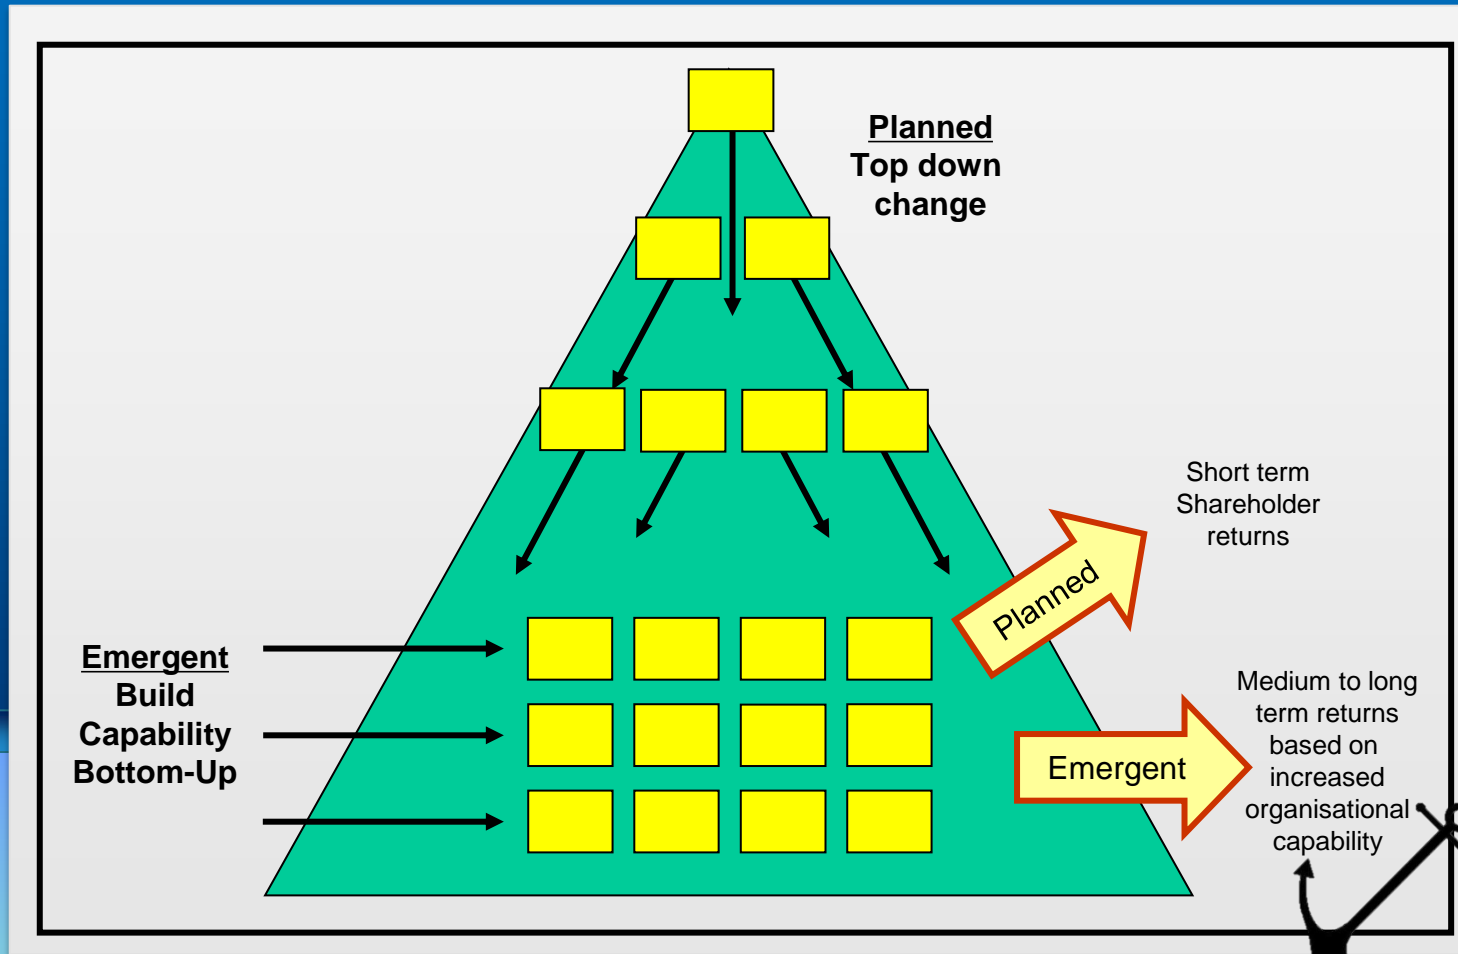 Planned
Top down
change
Short term
Shareholder
returns
Planned
Emergent
Build
Capability
Bottom-Up
Medium to long
term returns
based on
increased
organisational
capability
Emergent